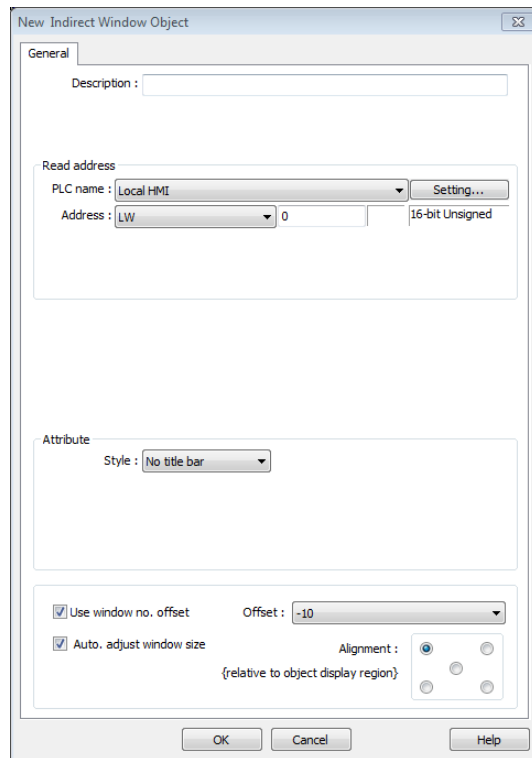 New Indirect Window Object
General
Description :
Read address
PLC name : Local HMI Setting...
Address : LW 0 16-bit Unsigned
Attribute
Style : No title bar
Use window no. offset Offset : -10
Auto. adjust window size Alignment :
{relative to object display region}
OK Cancel Help